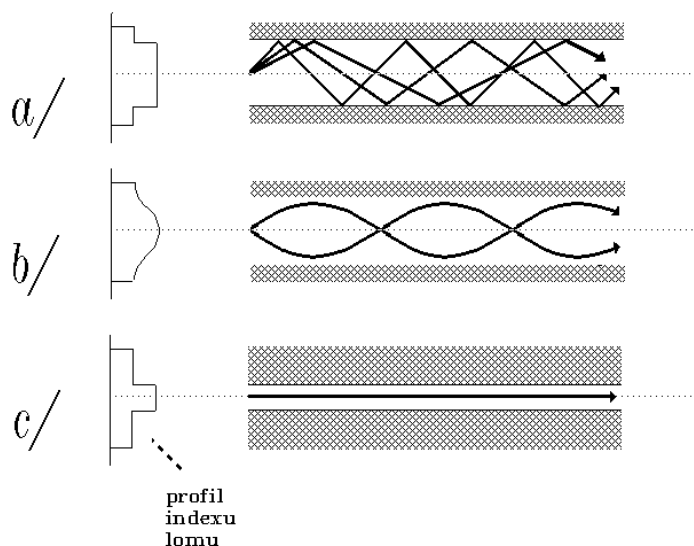 a/
b/
c/
profil
indexu
lomu